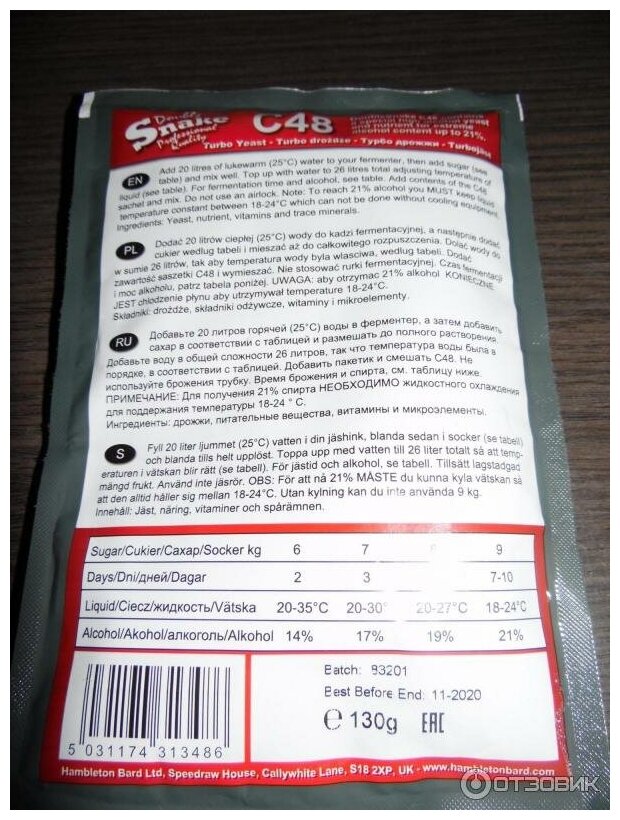 Snake C48
Professional alcohol content up to 21%,
Quality Turbo Yeast - Turbo drożdże - Турбо дрожжи - Turbojäst
EN Add 20 litres of lukewarm (25°C) water to your fermenter, then add sugar (see
table) and mix well. Top up with water to 26 litres total adjusting temperature of
liquid (see table). For fermentation time and alcohol, see table. Add contents of the C48
sachet and mix. Do not use an airlock. Note: To reach 21% alcohol you MUST keep liquid
temperature constant between 18-24°C which can not be done without cooling equipment.
Ingredients: Yeast, nutrient, vitamins and trace minerals.
PL Dodać 20 litrów ciepłej (25°C) wody do kadzi fermentacyjnej, a następnie dodać
cukier według tabeli i mieszać aż do całkowitego rozpuszczenia. Dolać wody do
w sumie 26 litrów, tak aby temperatura wody była właściwa, według tabeli. Dodać
zawartość saszetki C48 i wymieszać. Nie stosować rurki fermentacyjnej. Czas fermentacji
i moc alkoholu, patrz tabela poniżej. UWAGA: aby otrzymac 21% alkohol KONIECZNE
JEST chlodzenie płynu aby utrzymywał temperature 18-24°C.
Składniki: drożdże, składniki odżywcze, witaminy i mikroelementy.
RU Добавьте 20 литров горячей (25°C) воды в ферментер, а затем добавить
сахар в соответствии с таблицей и размешать до полного растворения.
Добавьте воду в общей сложности 26 литров, так что температура воды была в
порядке, в соответствии с таблицей. Добавить пакетик и смешать C48. Не
используйте брожения трубку. Время брожения и спирта, см. таблицу ниже.
ПРИМЕЧАНИЕ: Для получения 21% спирта НЕОБХОДИМО жидкостного охлаждения
для поддержания температуры 18-24 ° C.
Ингредиенты: дрожжи, питательные вещества, витамины и микроэлементы.
S Fyll 20 liter ljummet (25°C) vatten i din jäshink, blanda sedan i socker (se tabell)
och blanda tills helt upplöst. Toppa upp med vatten till 26 liter totalt så att temp-
eraturen i vätskan blir rätt (se tabell). För jästid och alkohol, se tabell. Tillsätt lagstadgad
mängd frukt. Använd inte jäsrör. OBS: För att nå 21% MÅSTE du kunna kyla vätskan så
att den alltid håller sig mellan 18-24°C. Utan kylning kan du inte använda 9 kg.
Innehåll: Jäst, näring, vitaminer och spårämnen.
Sugar/Cukier/Сахар/Socker kg 6 7 9
Days/Dni/дней/Dagar 2 3 7-10
Liquid/Ciecz/жидкость/Vätska 20-35°C 20-30° 20-27°C 18-24°C
Alcohol/Akohol/алкоголь/Alkohol 14% 17% 19% 21%
Batch: 83201
Best Before End: 11-2020
℮ 130g EAC
5 031174 313486
Hambleton Bard Ltd, Speedraw House, Callywhite Lane, S18 2XP, UK - www.hambletonbard.com
ОТЗОВИК